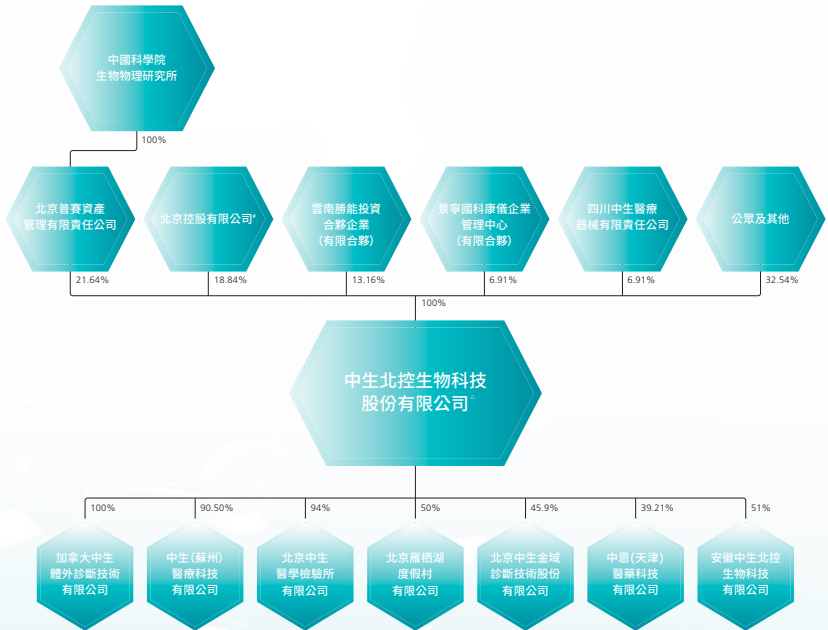 中國科學院
生物物理研究所
100%
北京普賽資產
管理有限責任公司
北京控股有限公司#
雲南勝能投資
合夥企業
(有限合夥)
景寧國科康儀企業
管理中心
(有限合夥)
四川中生醫療
器械有限責任公司
公眾及其他
21.64%
18.84%
13.16%
6.91%
6.91%
32.54%
100%
中生北控生物科技
股份有限公司△
100%
90.50%
94%
50%
45.9%
39.21%
51%
加拿大中生
體外診斷技術
有限公司
中生(蘇州)
醫療科技
有限公司
北京中生
醫學檢驗所
有限公司
北京雁栖湖
度假村
有限公司
北京中生金域
診斷技術股份
有限公司
中恩(天津)
醫藥科技
有限公司
安徽中生北控
生物科技
有限公司